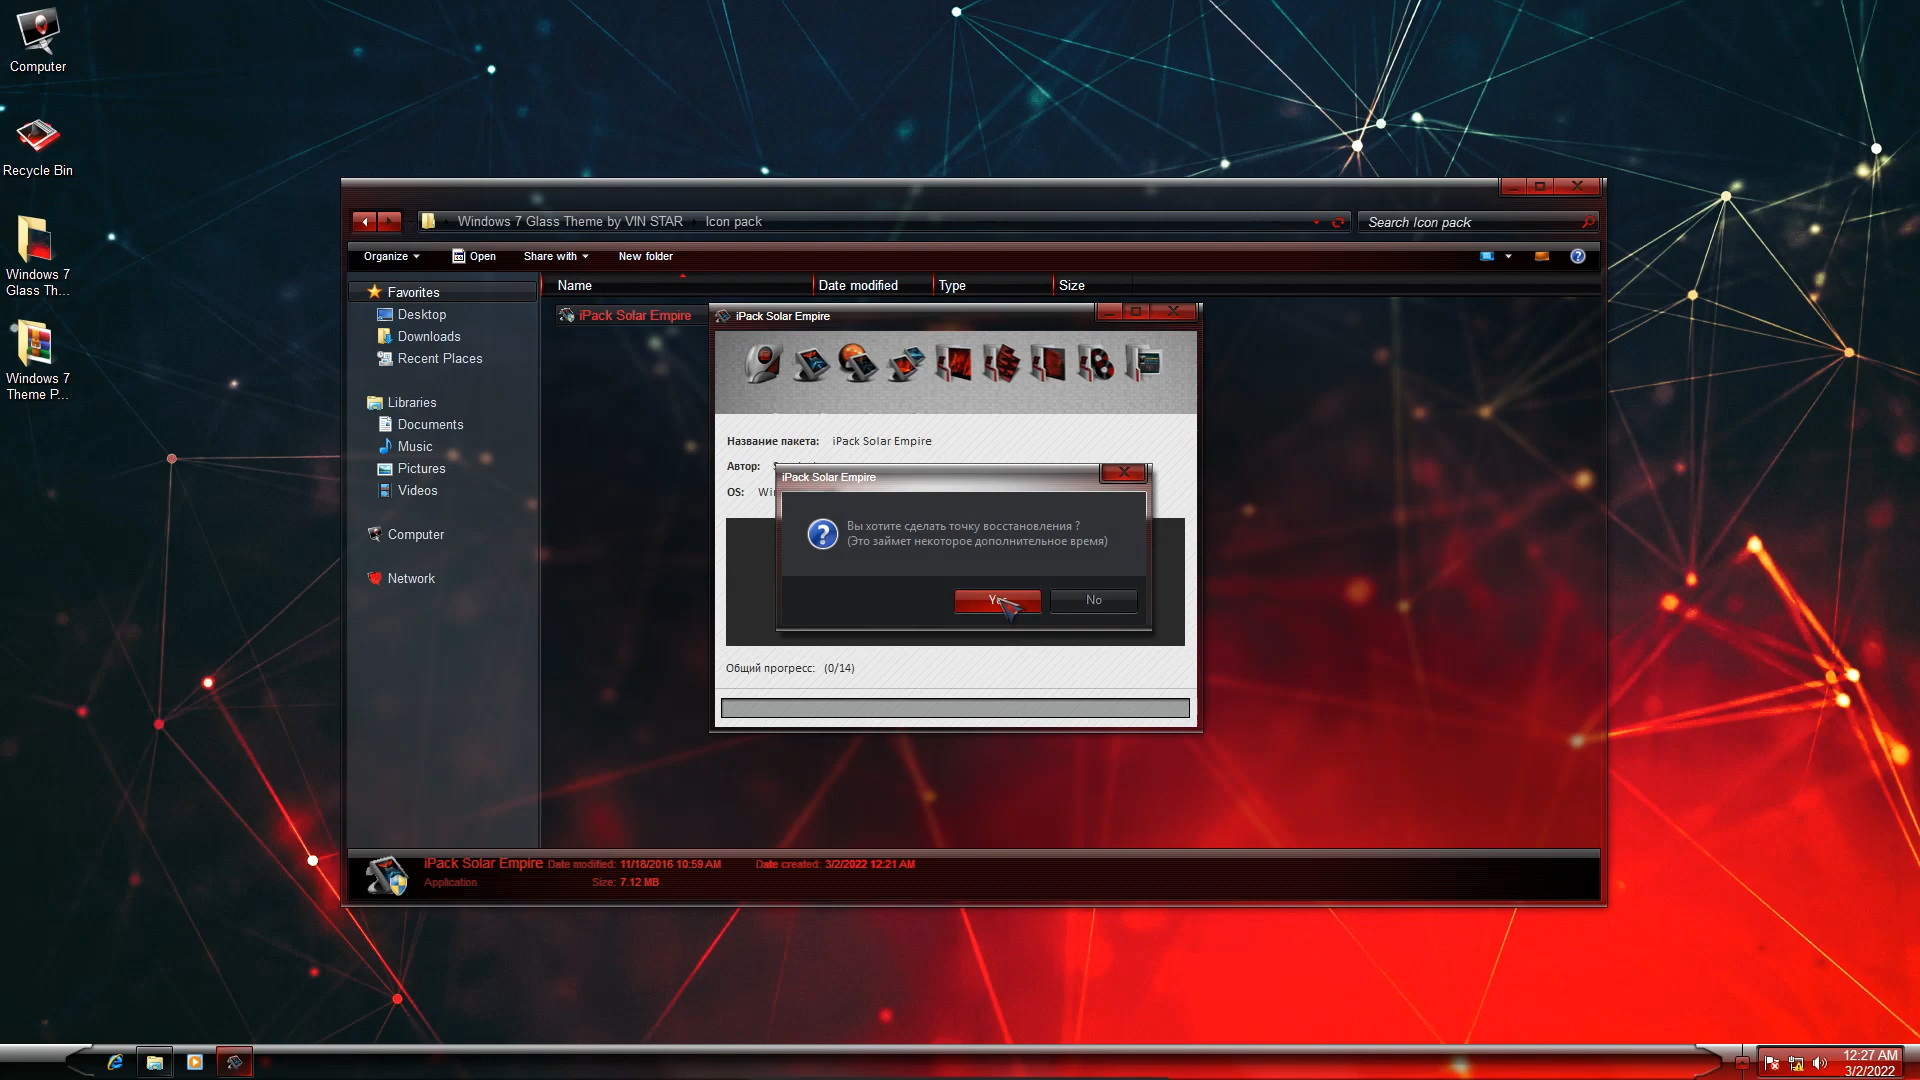 Computer
Recycle Bin
Windows 7
Glass Th...
Windows 7
Theme P...
Windows 7 Glass Theme by VIN STAR
Icon pack
Search Icon pack
Organize
Open
Share with
New folder
Favorites
Desktop
Downloads
Recent Places
Libraries
Documents
Music
Pictures
Videos
Computer
Network
Name
Date modified
Type
Size
iPack Solar Empire
iPack Solar Empire
Название пакета: iPack Solar Empire
Автор:
OS:
iPack Solar Empire
Вы хотите сделать точку восстановления ?
(Это займет некоторое дополнительное время)
No
Общий прогресс: (0/14)
iPack Solar Empire Date modified: 11/18/2016 10:59 AM Date created: 3/2/2022 12:21 AM
Application Size: 7.12 MB
12:27 AM
3/2/2022